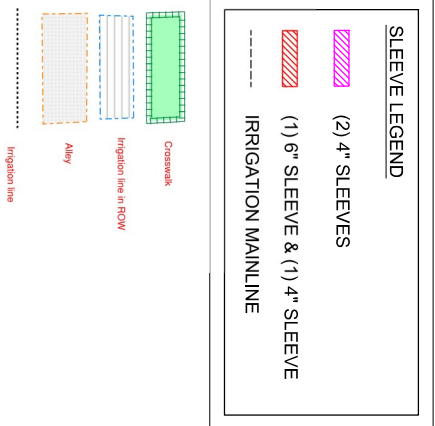 SLEEVE LEGEND
(2) 4" SLEEVES
(1) 6" SLEEVE & (1) 4" SLEEVE
IRRIGATION MAINLINE
Crosswalk
Irrigation line in ROW
Alley
Irrigation line